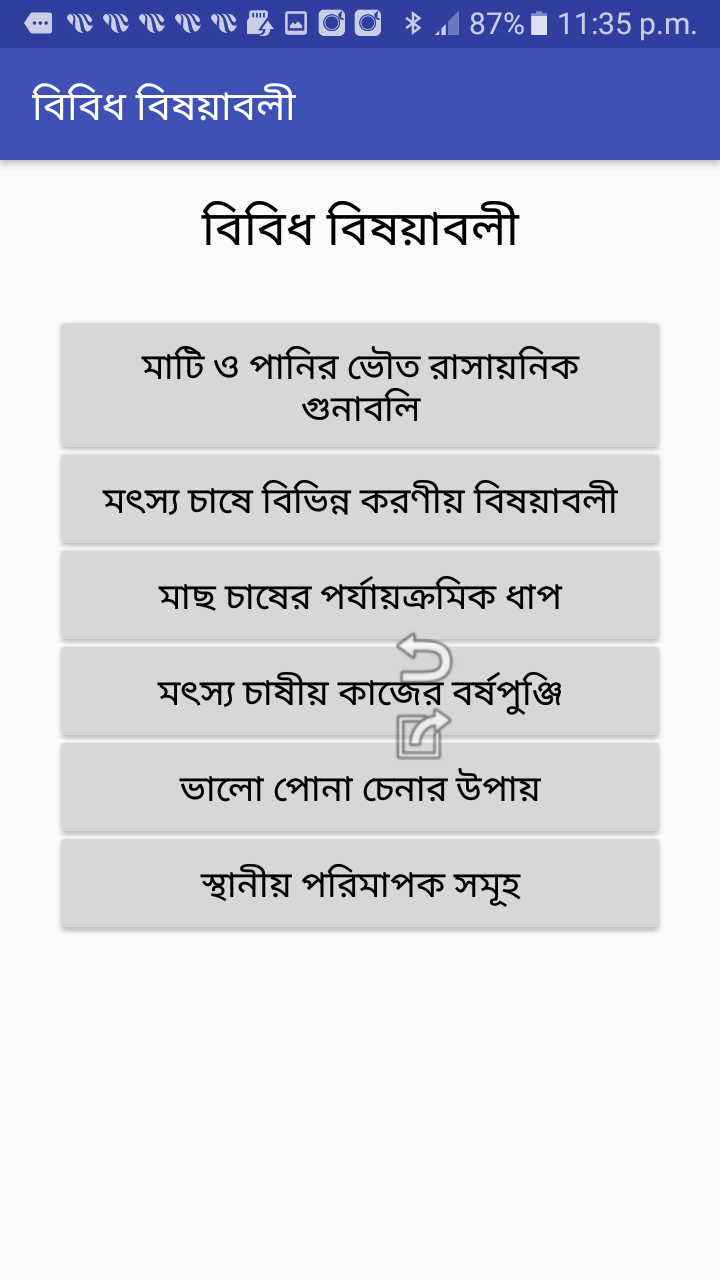 87% 11:35 p.m.
বিবিধ বিষয়াবলী
বিবিধ বিষয়াবলী
মাটি ও পানির ভৌত রাসায়নিক
গুনাবলি
মৎস্য চাষে বিভিন্ন করণীয় বিষয়াবলী
মাছ চাষের পর্যায়ক্রমিক ধাপ
মৎস্য চাষীয় কাজের বর্ষপুঞ্জি
ভালো পোনা চেনার উপায়
স্থানীয় পরিমাপক সমূহ